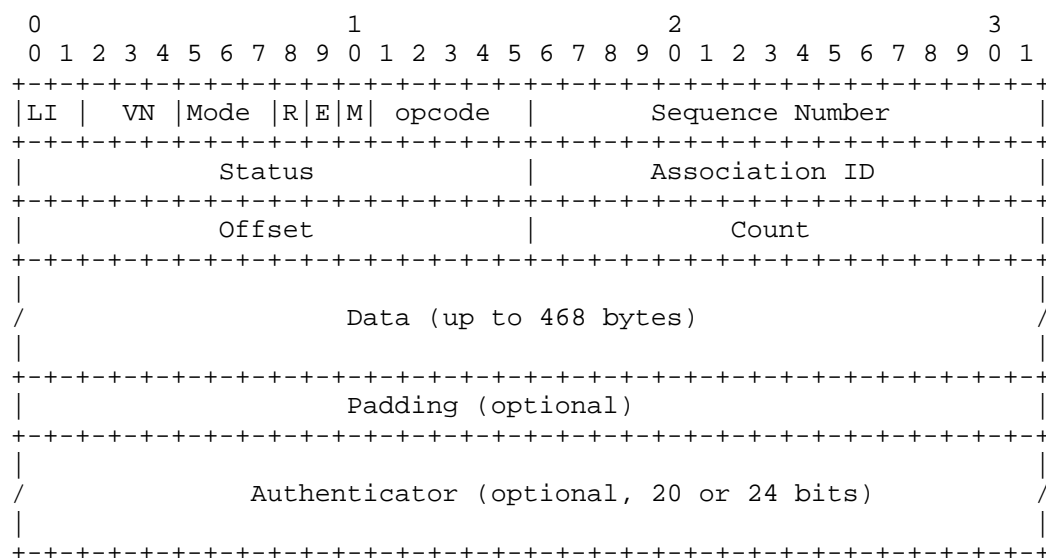 0                   1                   2                   3
0 1 2 3 4 5 6 7 8 9 0 1 2 3 4 5 6 7 8 9 0 1 2 3 4 5 6 7 8 9 0 1
+-+-+-+-+-+-+-+-+-+-+-+-+-+-+-+-+-+-+-+-+-+-+-+-+-+-+-+-+-+-+-+-+
|LI |  VN |Mode |R|E|M| opcode  |       Sequence Number         |
+-+-+-+-+-+-+-+-+-+-+-+-+-+-+-+-+-+-+-+-+-+-+-+-+-+-+-+-+-+-+-+-+
|            Status             |       Association ID          |
+-+-+-+-+-+-+-+-+-+-+-+-+-+-+-+-+-+-+-+-+-+-+-+-+-+-+-+-+-+-+-+-+
|            Offset             |            Count              |
+-+-+-+-+-+-+-+-+-+-+-+-+-+-+-+-+-+-+-+-+-+-+-+-+-+-+-+-+-+-+-+-+
|                                                               |
/                    Data (up to 468 bytes)                     /
|                                                               |
+-+-+-+-+-+-+-+-+-+-+-+-+-+-+-+-+-+-+-+-+-+-+-+-+-+-+-+-+-+-+-+-+
|                    Padding (optional)                         |
+-+-+-+-+-+-+-+-+-+-+-+-+-+-+-+-+-+-+-+-+-+-+-+-+-+-+-+-+-+-+-+-+
|                                                               |
/              Authenticator (optional, 20 or 24 bits)          /
|                                                               |
+-+-+-+-+-+-+-+-+-+-+-+-+-+-+-+-+-+-+-+-+-+-+-+-+-+-+-+-+-+-+-+-+